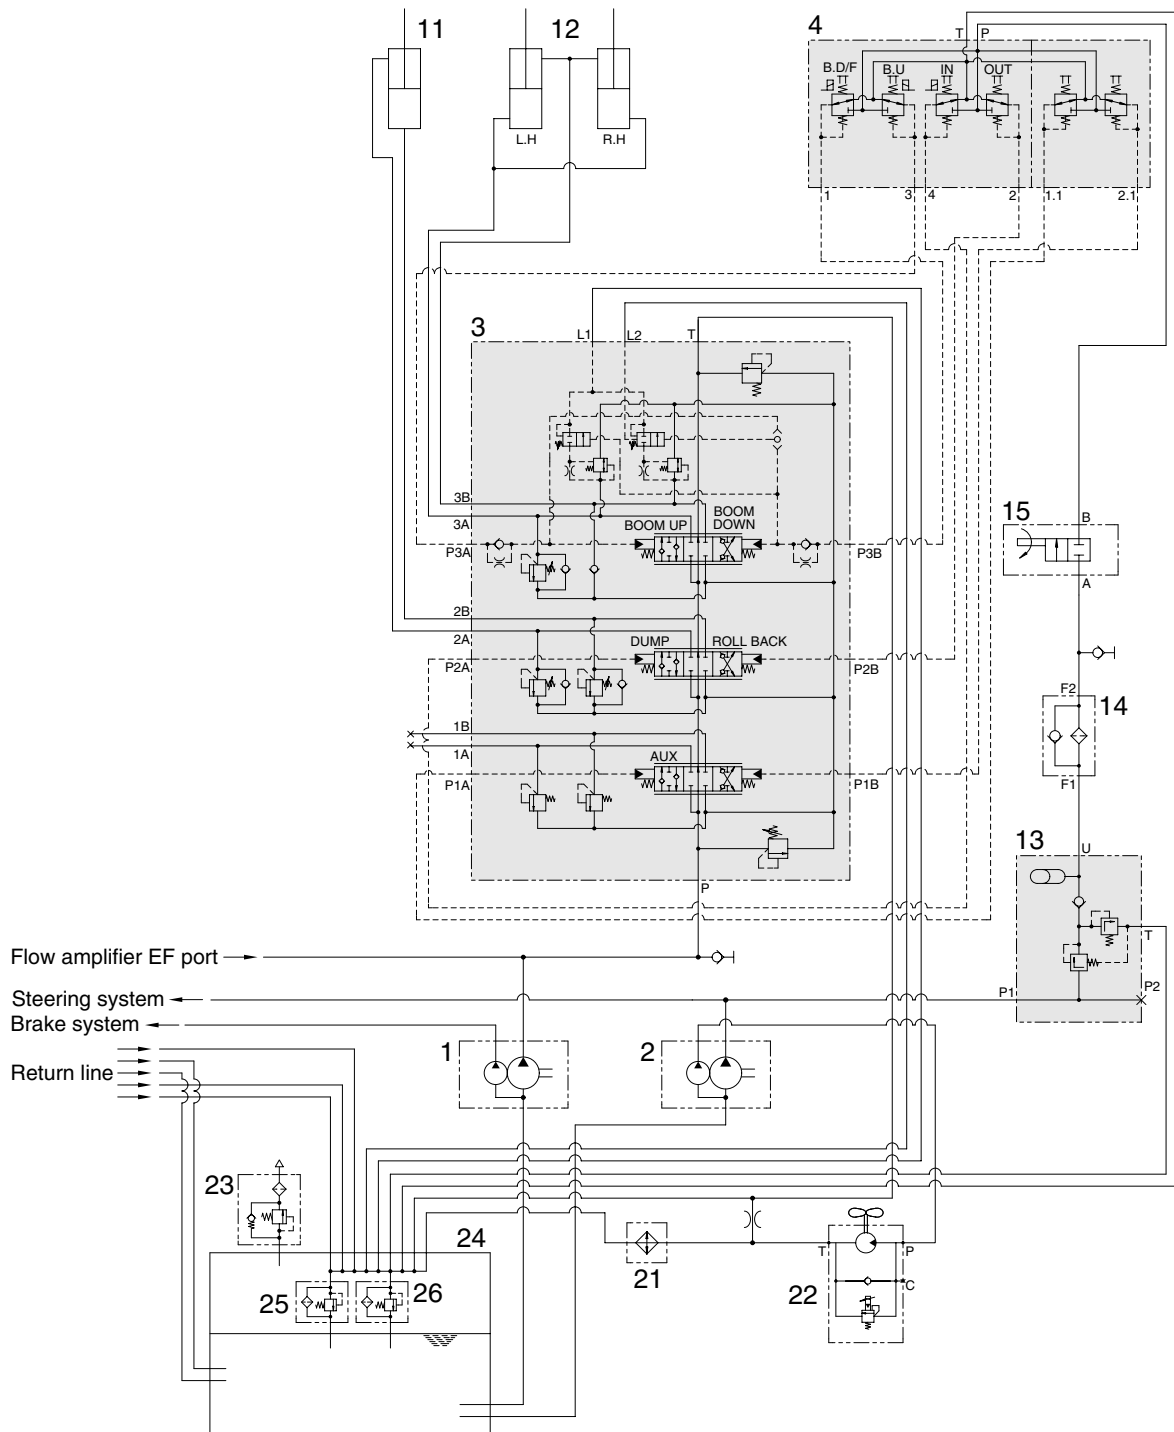 11
12
4
T
P
B.D/F
B.U
IN
OUT
L.H
R.H
1
3
4
2
1.1
2.1
3
L1
L2
T
3B
3A
P3A
BOOM UP
BOOM DOWN
P3B
15
B
A
2B
2A
P2A
DUMP
ROLL BACK
P2B
F2
14
F1
1B
1A
P1A
AUX
P1B
13
U
T
P
P1
P2
Flow amplifier EF port
Steering system
Brake system
Return line
1
2
23
24
25
26
21
22
T
P
C